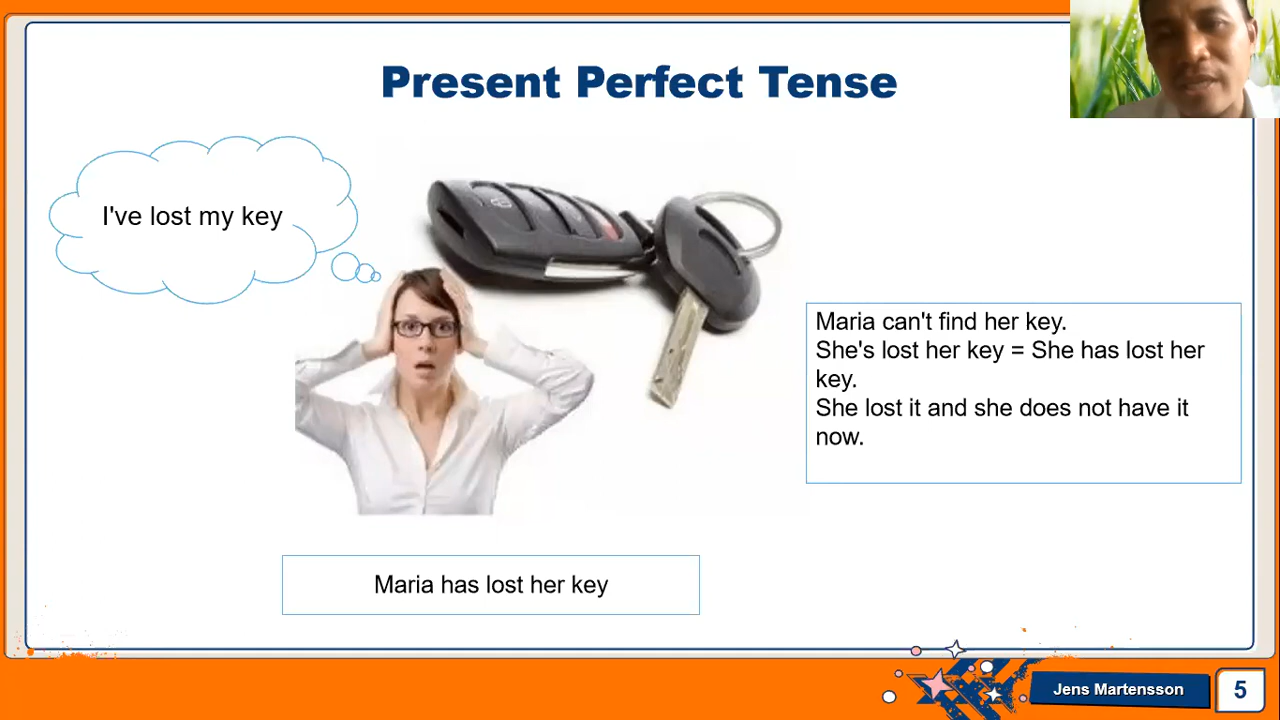 Present Perfect Tense
I've lost my key
Maria can't find her key.
She's lost her key = She has lost her
key.
She lost it and she does not have it
now.
Maria has lost her key
Jens Martensson
5